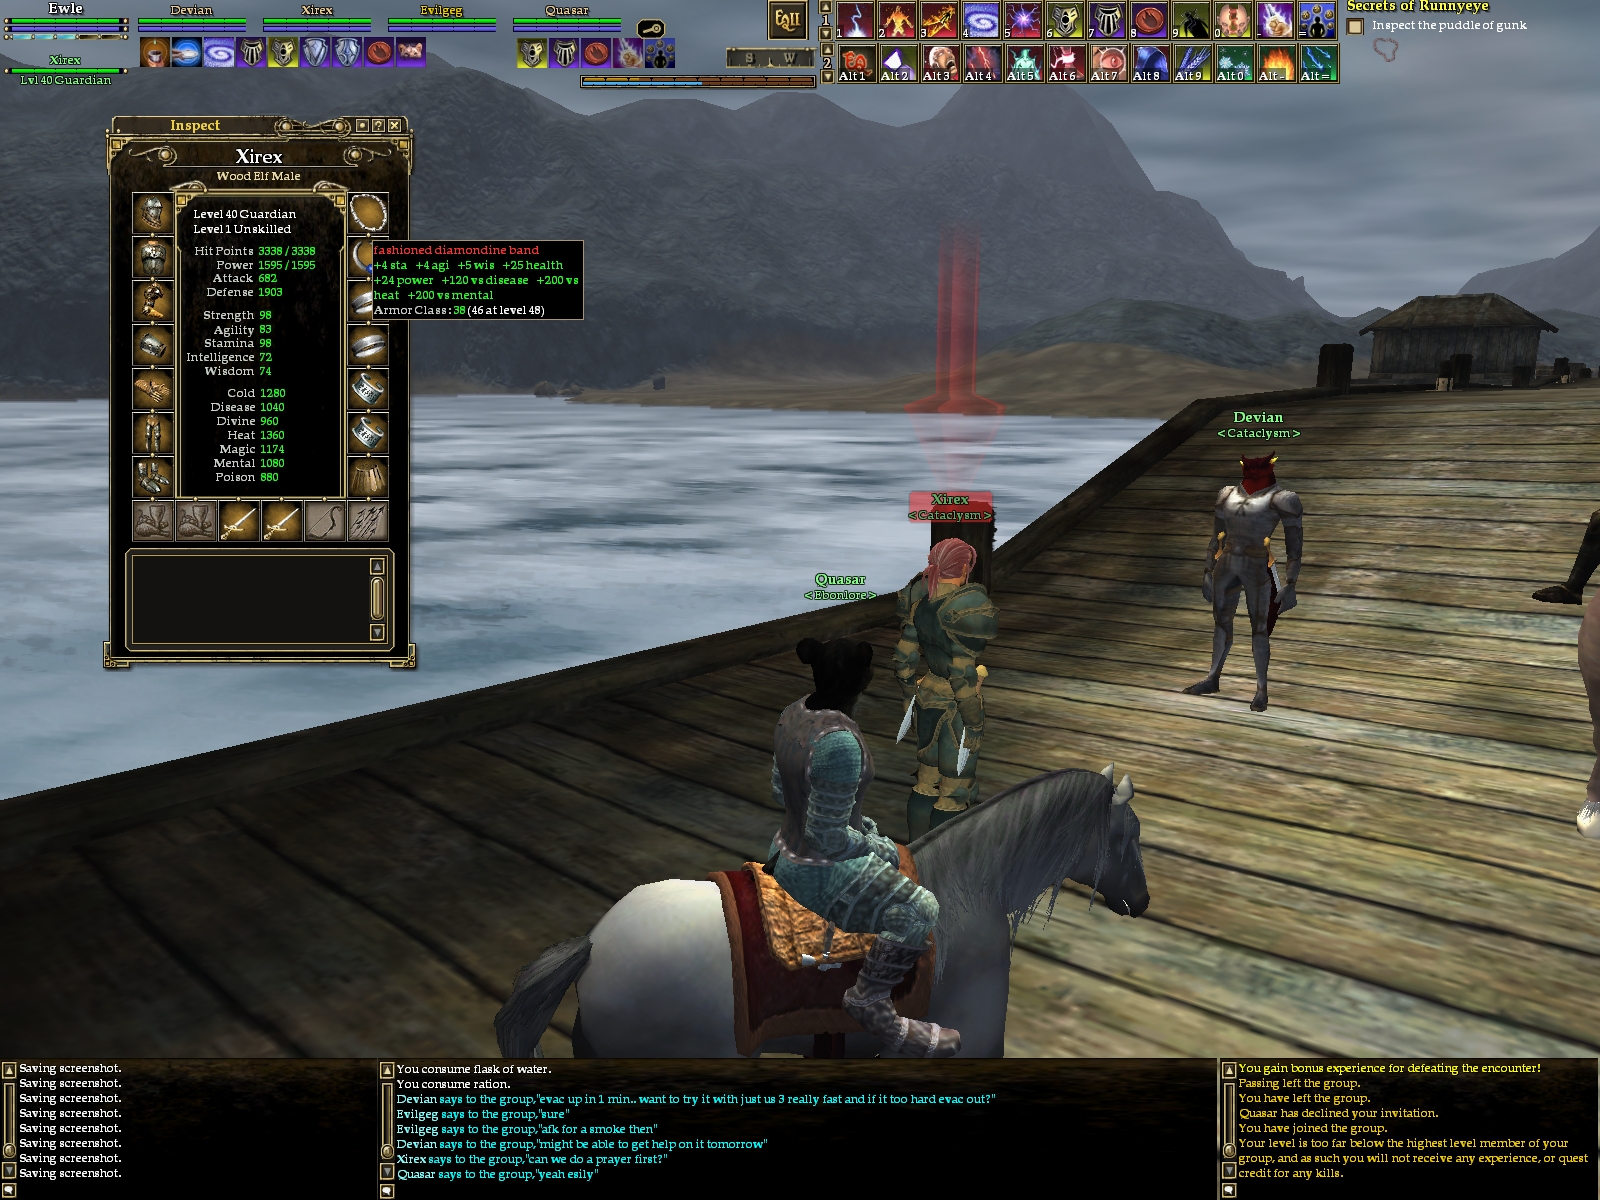 Ewle
Devian
Xirex
Evilgeg
Quasar
Xirex
Lvl 40 Guardian
EQII
S W
1
1 2 3 4 5 6 7 8 9 0 - =
2
Alt 1 Alt 2 Alt 3 Alt 4 Alt 5 Alt 6 Alt 7 Alt 8 Alt 9 Alt 0 Alt - Alt =
Secrets of Runnyeye
Inspect the puddle of gunk
Inspect
?
Xirex
Wood Elf Male
Level 40 Guardian
Level 1 Unskilled
Hit Points 3338 / 3338
Power 1595 / 1595
Attack 682
Defense 1903
Strength 98
Agility 83
Stamina 98
Intelligence 72
Wisdom 74
Cold 1280
Disease 1040
Divine 960
Heat 1360
Magic 1174
Mental 1080
Poison 880
fashioned diamondine band
+4 sta +4 agi +5 wis +25 health
+24 power +120 vs disease +200 vs
heat +200 vs mental
Armor Class : 38 (46 at level 48)
Devian
<Cataclysm>
Xirex
<Cataclysm>
Quasar
<Ebonlore>
Saving screenshot.
Saving screenshot.
Saving screenshot.
Saving screenshot.
Saving screenshot.
Saving screenshot.
Saving screenshot.
Saving screenshot.
You consume flask of water.
You consume ration.
Devian says to the group,"evac up in 1 min.. want to try it with just us 3 really fast and if it too hard evac out?"
Evilgeg says to the group,"sure"
Evilgeg says to the group,"afk for a smoke then"
Devian says to the group,"might be able to get help on it tomorrow"
Xirex says to the group,"can we do a prayer first?"
Quasar says to the group,"yeah esily"
You gain bonus experience for defeating the encounter!
Passing left the group.
You have left the group.
Quasar has declined your invitation.
You have joined the group.
Your level is too far below the highest level member of your
group, and as such you will not receive any experience, or quest
credit for any kills.